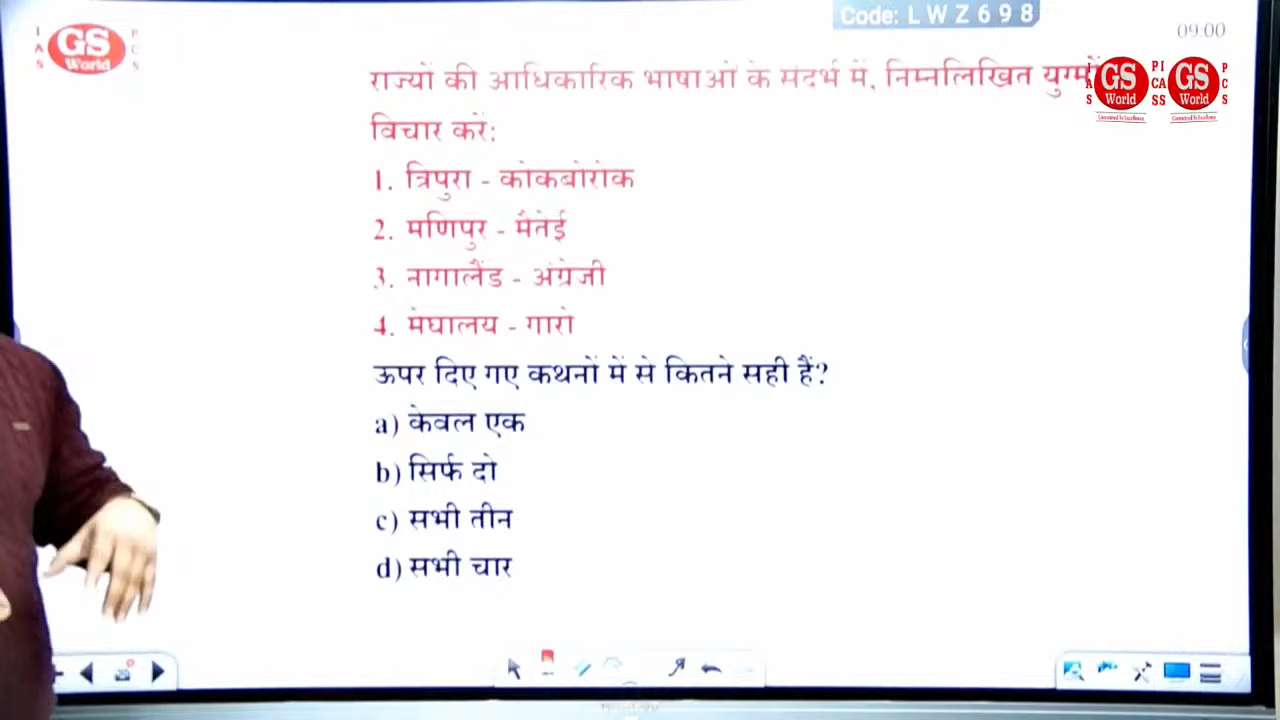 Code: L W Z 6 9 8
09:00
I A S GS World P C S
राज्यों की आधिकारिक भाषाओं के संदर्भ में, निम्नलिखित युग्मों
GS World
GS World
विचार करें:
1. त्रिपुरा - कोकबोरोक
2. मणिपुर - मैतेई
3. नागालैंड - अंग्रेजी
4. मेघालय - गारो
ऊपर दिए गए कथनों में से कितने सही हैं?
a) केवल एक
b) सिर्फ दो
c) सभी तीन
d) सभी चार